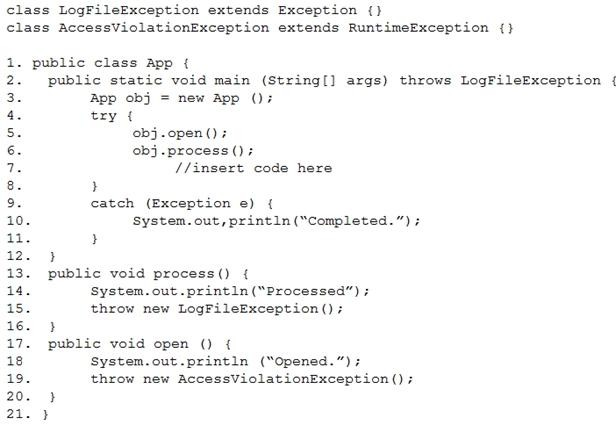 class LogFileException extends Exception {}
class AccessViolationException extends RuntimeException {}
1. public class App {
2. public static void main (String[] args) throws LogFileException {
3. App obj = new App ();
4. try {
5. obj.open();
6. obj.process();
7. //insert code here
8. }
9. catch (Exception e) {
10. System.out,println(“Completed.”);
11. }
12. }
13. public void process() {
14. System.out.println(“Processed”);
15. throw new LogFileException();
16. }
17. public void open () {
18 System.out.println (“Opened.”);
19. throw new AccessViolationException();
20. }
21. }